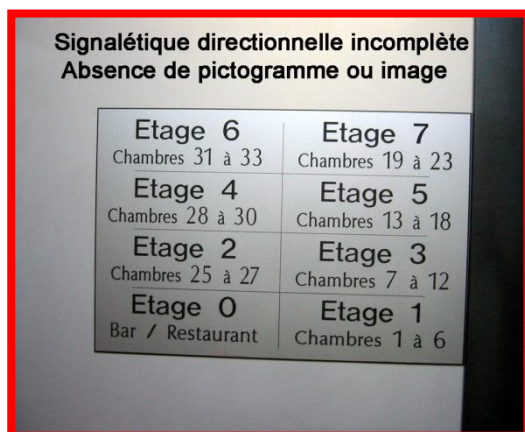 Signalétique directionnelle incomplète
Absence de pictogramme ou image
Etage 6
Chambres 31 à 33
Etage 7
Chambres 19 à 23
Etage 4
Chambres 28 à 30
Etage 5
Chambres 13 à 18
Etage 2
Chambres 25 à 27
Etage 3
Chambres 7 à 12
Etage 0
Bar / Restaurant
Etage 1
Chambres 1 à 6